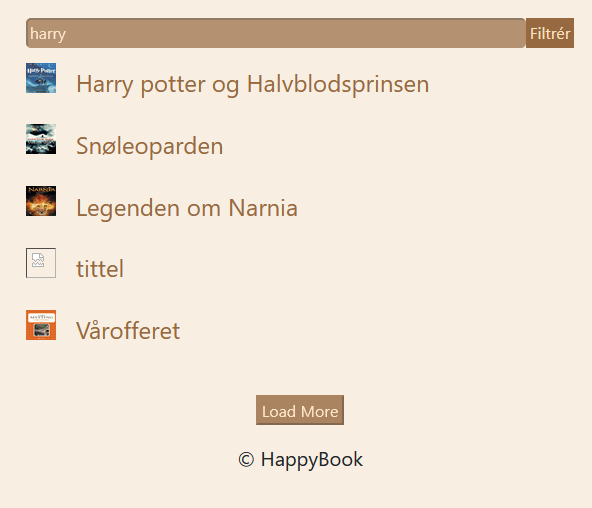 harry
Filtrér
Harry Potter
Harry potter og Halvblodsprinsen
Snøleoparden
NARNIA
Legenden om Narnia
tittel
Vårofferet
Load More
© HappyBook